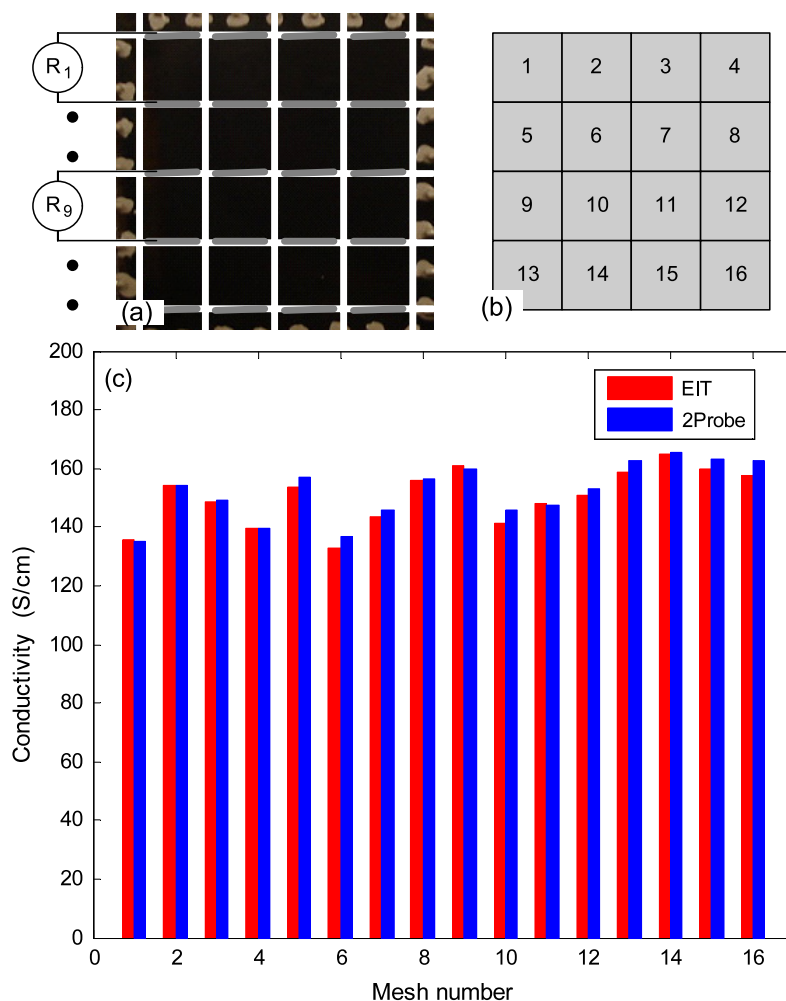 R1
R9
(a)
1 2 3 4
5 6 7 8
9 10 11 12
13 14 15 16
(b)
(c)
EIT
2Probe
200
180
160
140
120
100
80
60
40
20
0
Conductivity (S/cm)
0 2 4 6 8 10 12 14 16
Mesh number